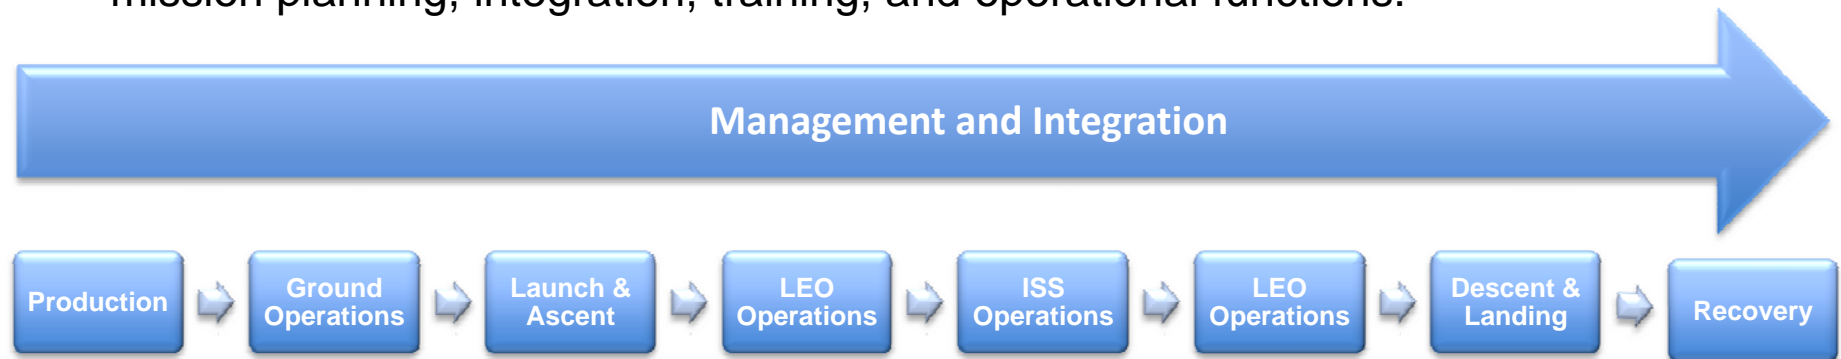 mission planning, integration, training, and operational functions.
Management and Integration
Production
Ground
Operations
Launch &
Ascent
LEO
Operations
ISS
Operations
LEO
Operations
Descent &
Landing
Recovery